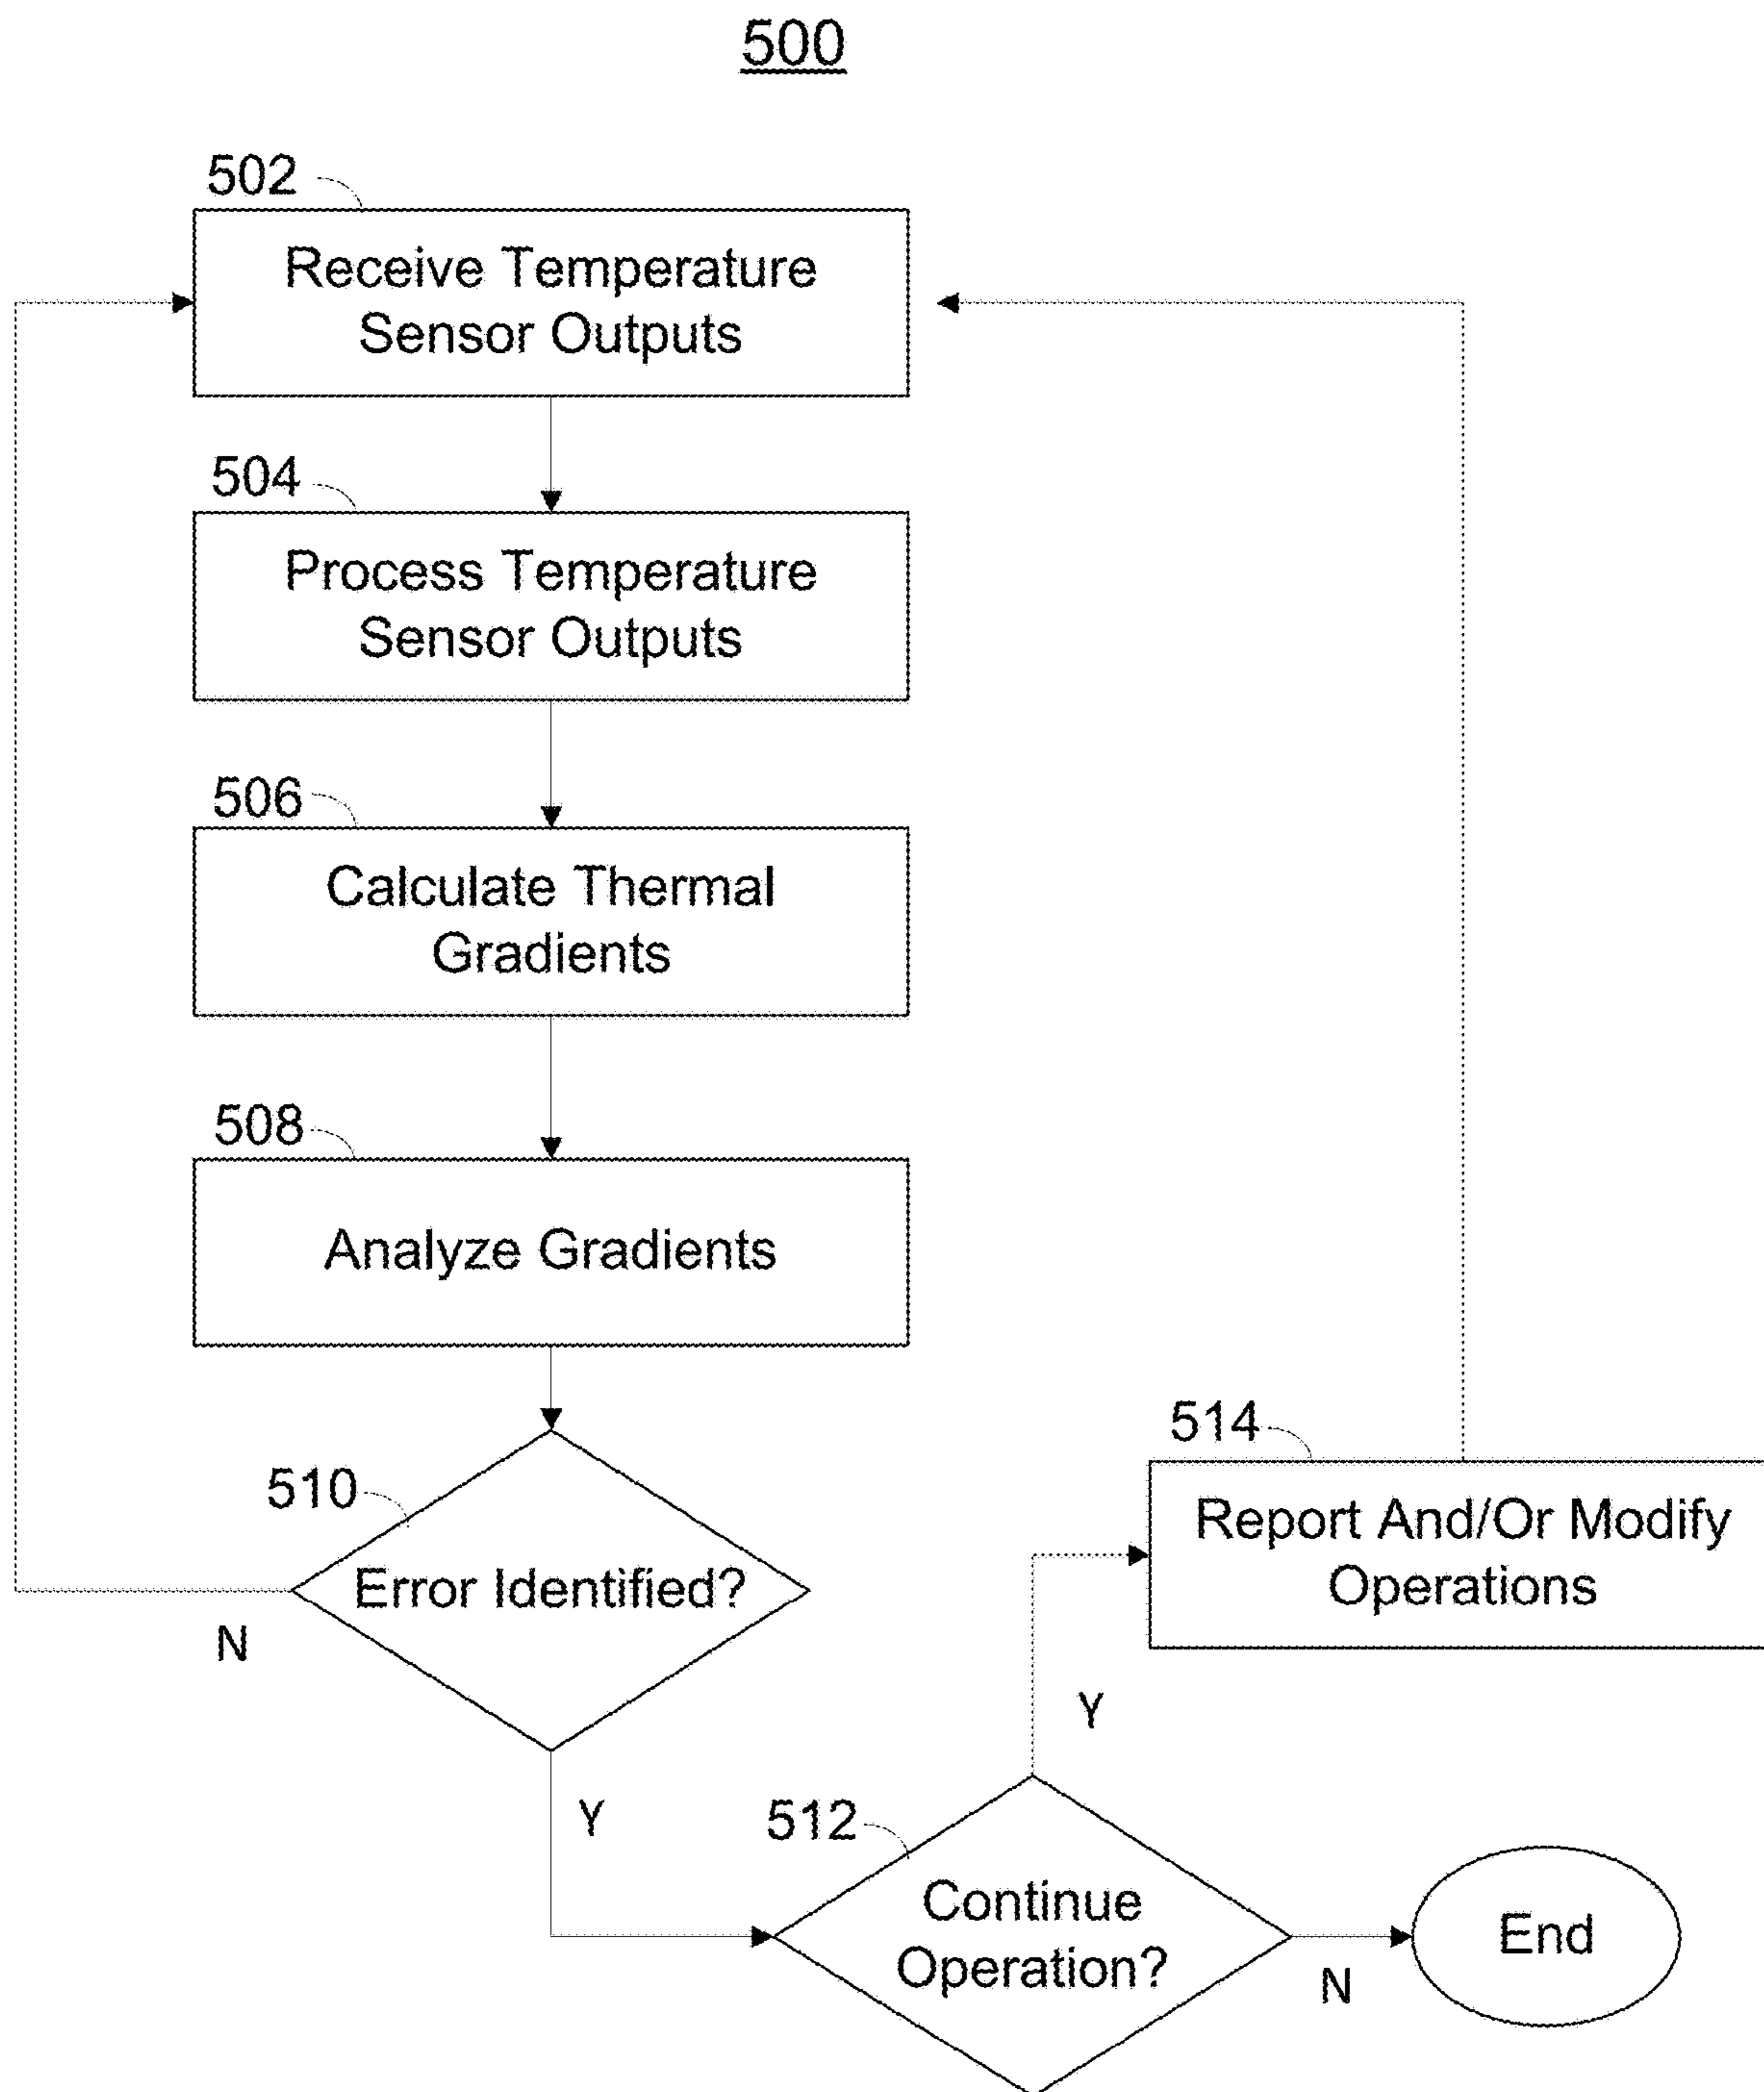 500
502
Receive Temperature
Sensor Outputs
504
Process Temperature
Sensor Outputs
506
Calculate Thermal
Gradients
508
Analyze Gradients
510
Error Identified?
N
Y
514
Report And/Or Modify
Operations
Y
512
Continue
Operation?
N
End